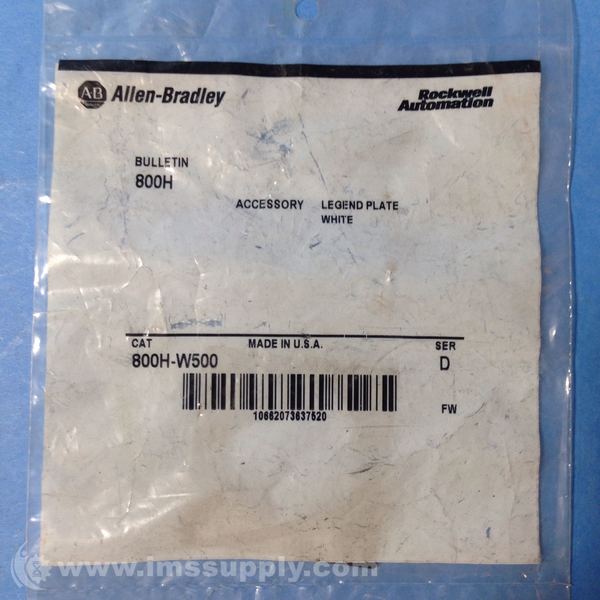 AB Allen-Bradley
Rockwell
Automation
BULLETIN
800H
ACCESSORY LEGEND PLATE
WHITE
CAT MADE IN U.S.A. SER
800H-W500 D
10662073637520
FW
www.imssupply.com